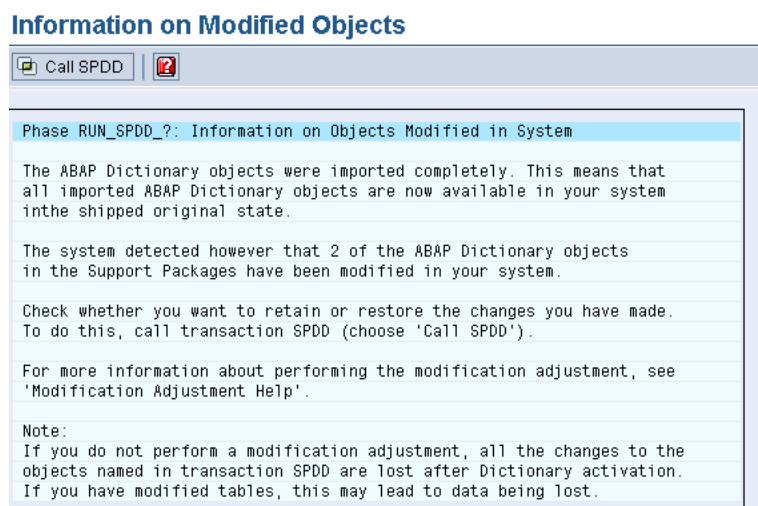 Information on Modified Objects
Call SPDD
Phase RUN_SPDD_?: Information on Objects Modified in System
The ABAP Dictionary objects were imported completely. This means that
all imported ABAP Dictionary objects are now available in your system
inthe shipped original state.
The system detected however that 2 of the ABAP Dictionary objects
in the Support Packages have been modified in your system.
Check whether you want to retain or restore the changes you have made.
To do this, call transaction SPDD (choose 'Call SPDD').
For more information about performing the modification adjustment, see
'Modification Adjustment Help'.
Note:
If you do not perform a modification adjustment, all the changes to the
objects named in transaction SPDD are lost after Dictionary activation.
If you have modified tables, this may lead to data being lost.